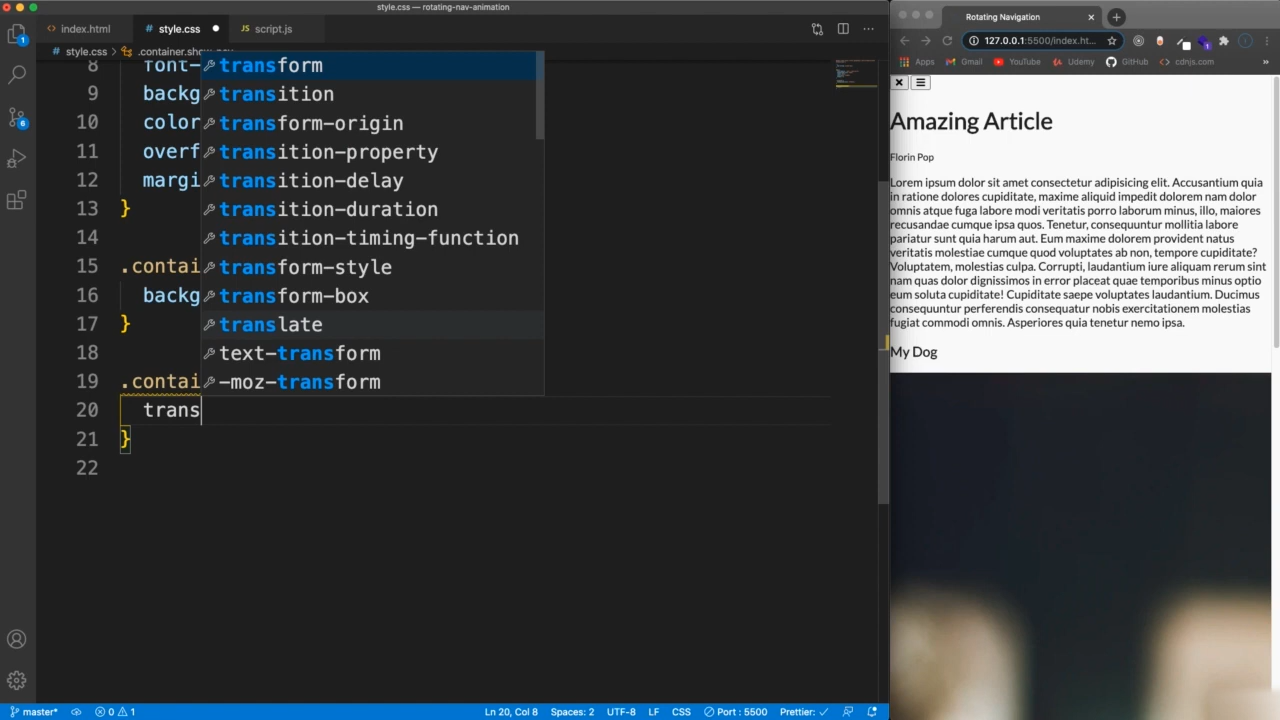 style.css — rotating-nav-animation
index.html
style.css
JS script.js
# style.css > .container.show-nav
8 font-
9 backg
10 color
11 overf
12 margi
13 }
14
15 .contai
16 backg
17 }
18
19 .contai
20 trans
21 }
22
transform
transition
transform-origin
transition-property
transition-delay
transition-duration
transition-timing-function
transform-style
transform-box
translate
text-transform
-moz-transform
1
6
master*
0 1
Ln 20, Col 8
Spaces: 2
UTF-8
LF
CSS
Port : 5500
Prettier: ✓
Rotating Navigation
127.0.0.1:5500/index.ht...
Apps
Gmail
YouTube
Udemy
GitHub
cdnjs.com
»
Amazing Article
Florin Pop
Lorem ipsum dolor sit amet consectetur adipisicing elit. Accusantium quia
in ratione dolores cupiditate, maxime aliquid impedit dolorem nam dolor
omnis atque fuga labore modi veritatis porro laborum minus, illo, maiores
recusandae cumque ipsa quos. Tenetur, consequuntur mollitia labore
pariatur sunt quia harum aut. Eum maxime dolorem provident natus
veritatis molestiae cumque quod voluptates ab non, tempore cupiditate?
Voluptatem, molestias culpa. Corrupti, laudantium iure aliquam rerum sint
nam quas dolor dignissimos in error placeat quae temporibus minus optio
eum soluta cupiditate! Cupiditate saepe voluptates laudantium. Ducimus
consequuntur perferendis consequatur nobis exercitationem molestias
fugiat commodi omnis. Asperiores quia tenetur nemo ipsa.
My Dog